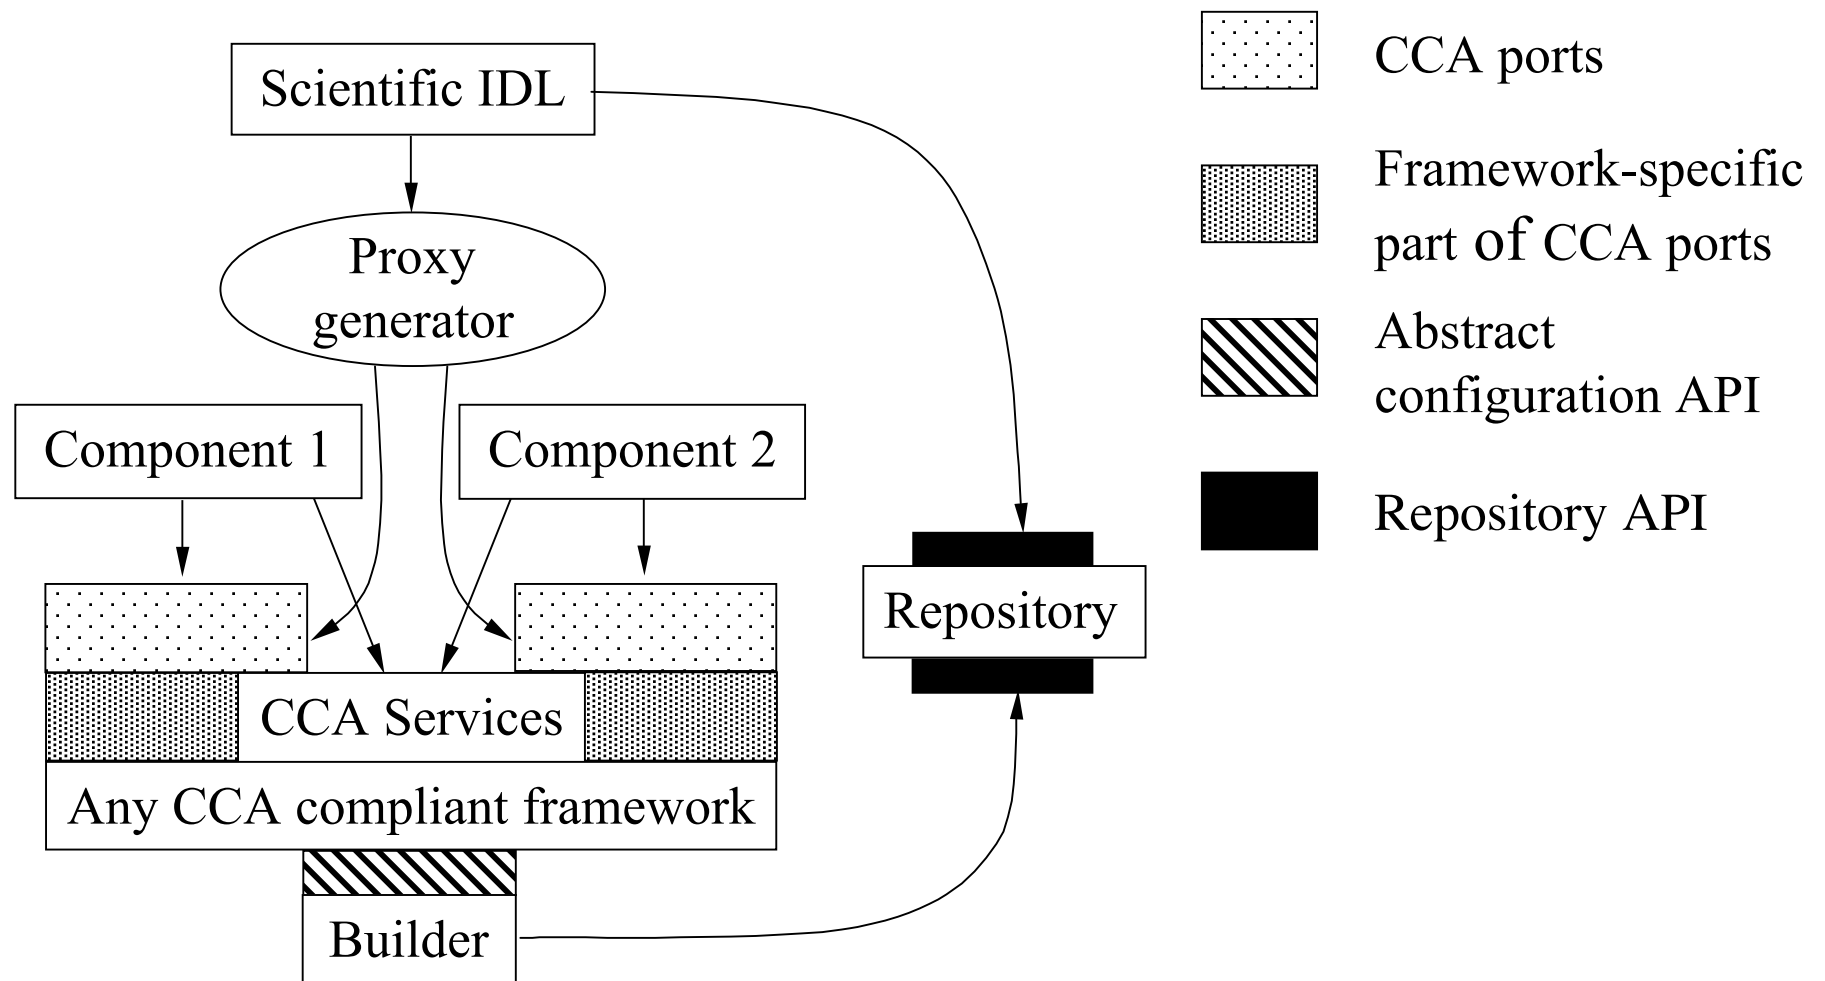 Scientific IDL
Proxy
generator
Component 1
Component 2
CCA Services
Any CCA compliant framework
Builder
Repository
CCA ports
Framework-specific
part of CCA ports
Abstract
configuration API
Repository API